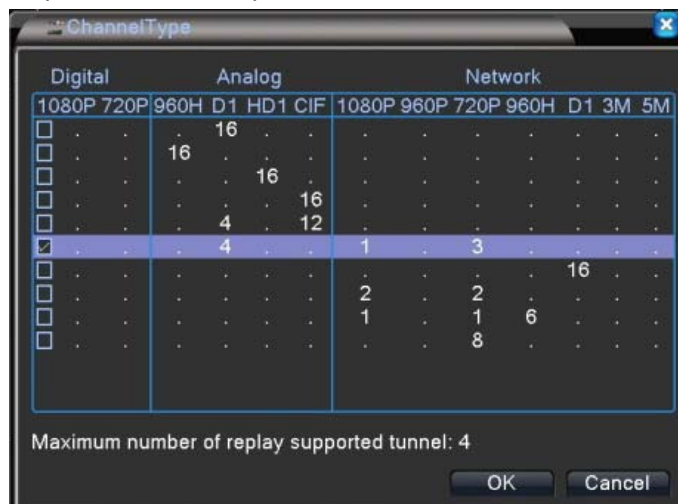 ChannelType
Digital Analog Network
1080P 720P 960H D1 HD1 CIF 1080P 960P 720P 960H D1 3M 5M
. . . 16 . . . . . . . . .
. . 16 . . . . . . . . . .
. . . . 16 . . . . . . . .
. . . . . 16 . . . . . . .
. . . 4 . 12 . . . . . . .
. . . 4 . . 1 . 3 . . . .
. . . . . . . . . . 16 . .
. . . . . . 2 . 2 . . . .
. . . . . . 1 . 1 6 . . .
. . . . . . . . 8 . . . .
Maximum number of replay supported tunnel: 4
OK Cancel